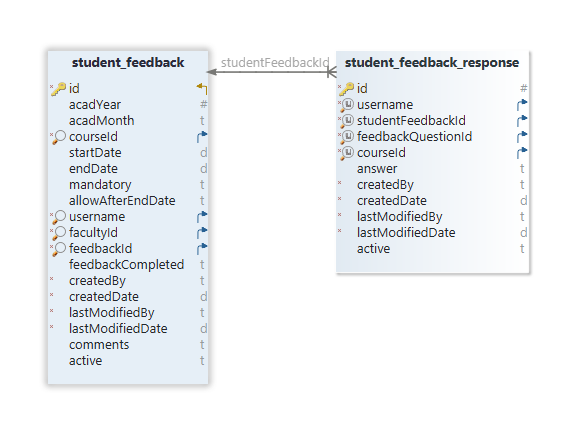 studentFeedbackId
student_feedback
id
acadYear #
acadMonth t
courseId
startDate d
endDate d
mandatory t
allowAfterEndDate t
username
facultyId
feedbackId
feedbackCompleted t
* createdBy t
* createdDate d
* lastModifiedBy t
* lastModifiedDate d
comments t
active t
student_feedback_response
* id #
* u username
* u studentFeedbackId
* u feedbackQuestionId
* u courseId
answer t
* createdBy t
* createdDate d
* lastModifiedBy t
* lastModifiedDate d
active t